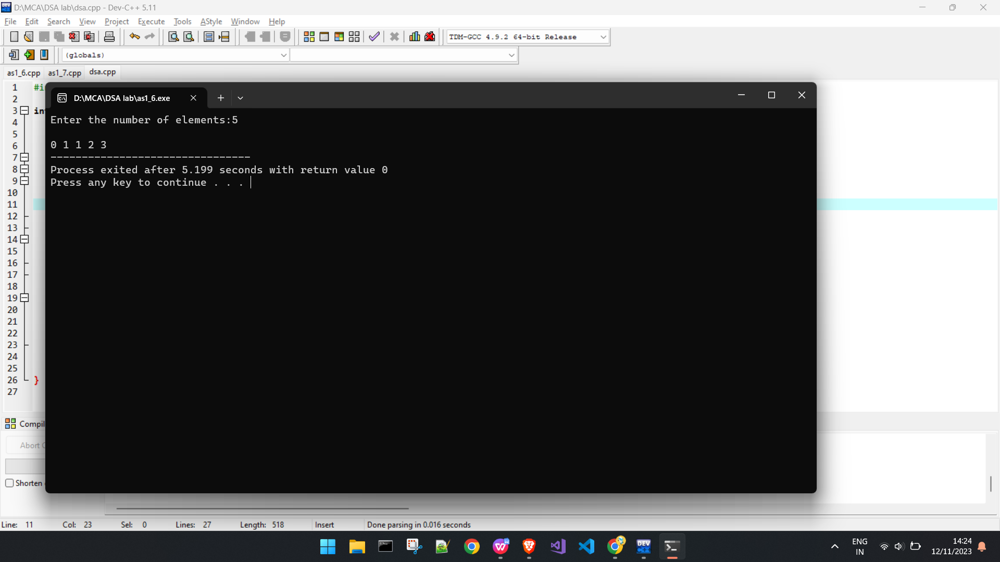 D:\MCA\DSA lab\dsa.cpp - Dev-C++ 5.11
File Edit Search View Project Execute Tools AStyle Window Help
TDM-GCC 4.9.2 64-bit Release
(globals)
as1_6.cpp as1_7.cpp dsa.cpp
1
2
3
4
5
6
7
8
9
10
11
12
13
14
15
16
17
18
19
20
21
22
23
24
25
26 }
27
D:\MCA\DSA lab\as1_6.exe
Enter the number of elements:5
0 1 1 2 3
--------------------------------
Process exited after 5.199 seconds with return value 0
Press any key to continue . . .
Abort
Shorten
Line: 11 Col: 23 Sel: 0 Lines: 27 Length: 518 Insert Done parsing in 0.016 seconds
DEV C++
ENG
IN
14:24
12/11/2023